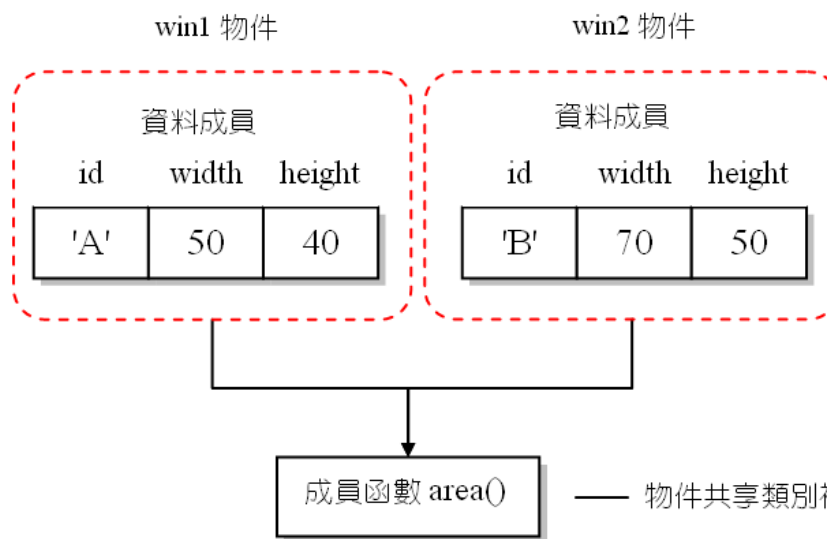 win1 物件
win2 物件
資料成員
資料成員
id width height
id width height
'A' 50 40
'B' 70 50
成員函數 area()
物件共享類別